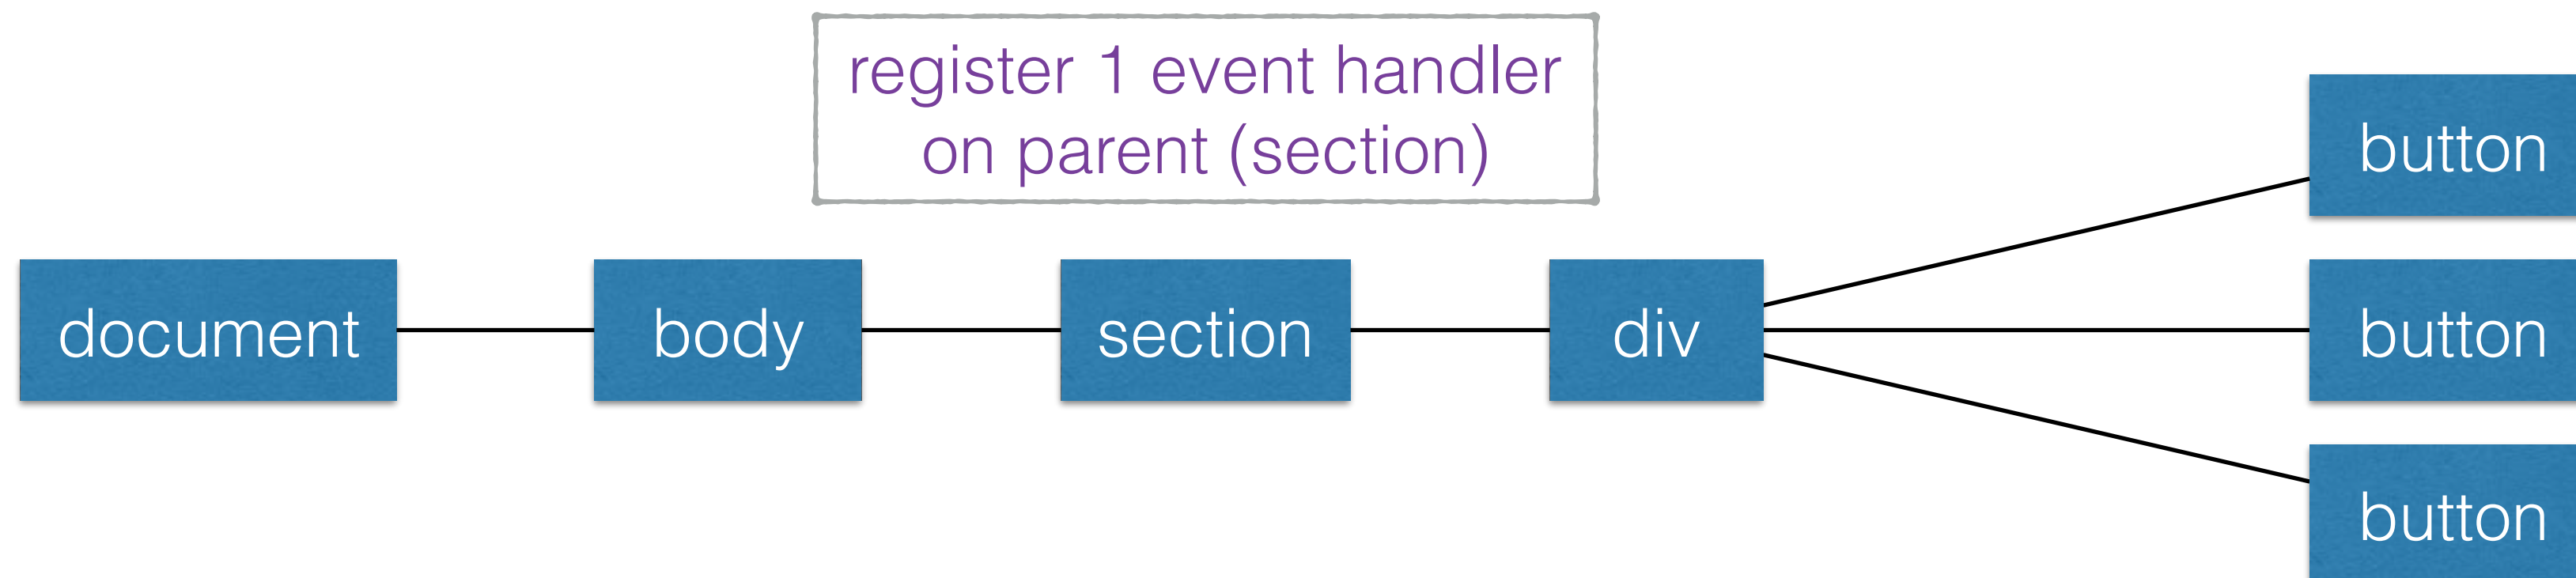 register 1 event handler
on parent (section)
button
document
body
section
div
button
button